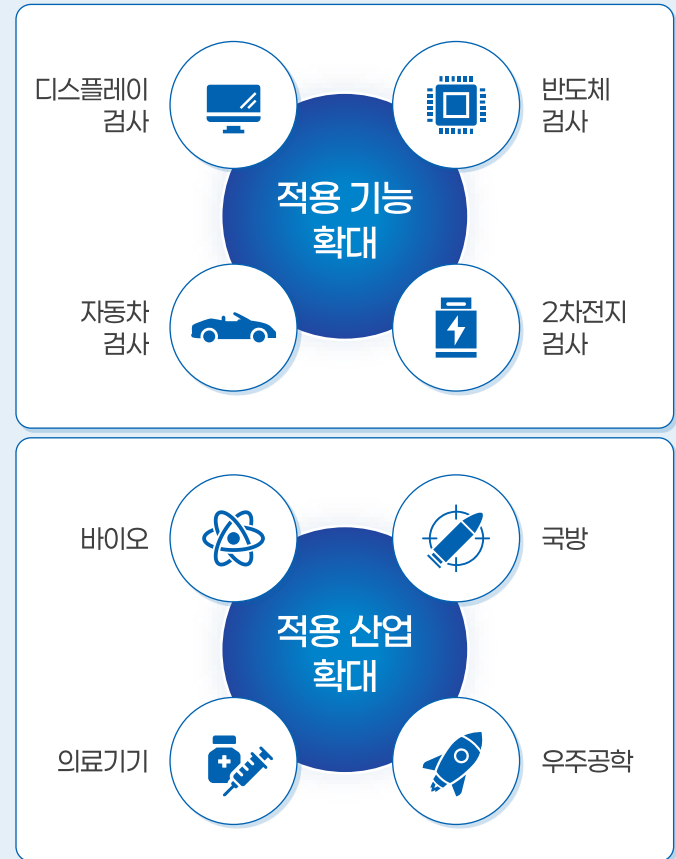 디스플레이
검사
반도체
검사
적용 기능
확대
자동차
검사
2차전지
검사
바이오
국방
적용 산업
확대
의료기기
우주공학